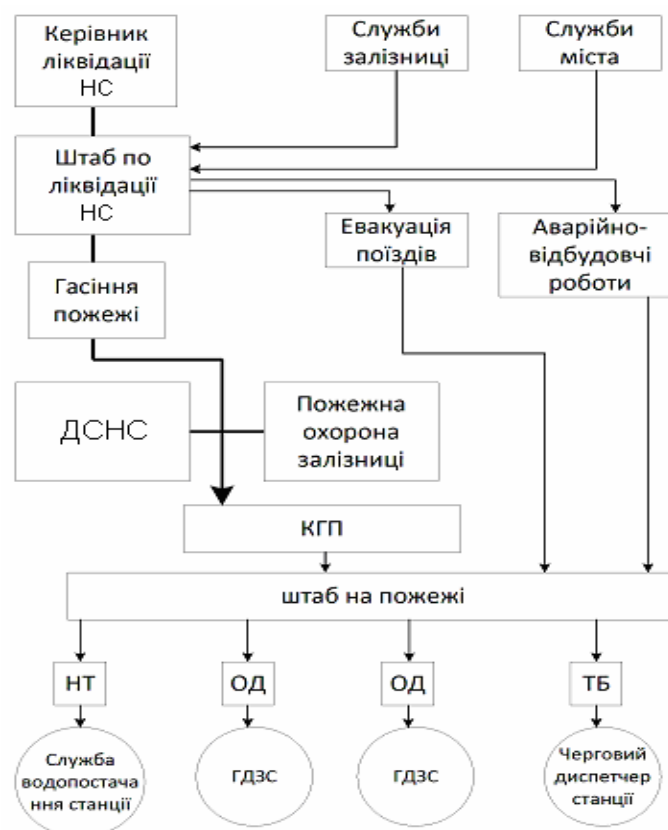 Керівник
ліквідації
НС
Служби
залізниці
Служби
міста
Штаб по
ліквідації
НС
Евакуація
поїздів
Аварійно-
відбудовчі
роботи
Гасіння
пожежі
ДСНС
Пожежна
охорона
залізниці
КГП
штаб на пожежі
НТ
ОД
ОД
ТБ
Служба
водопостача
ння станції
ГДЗС
ГДЗС
Черговий
диспетчер
станції